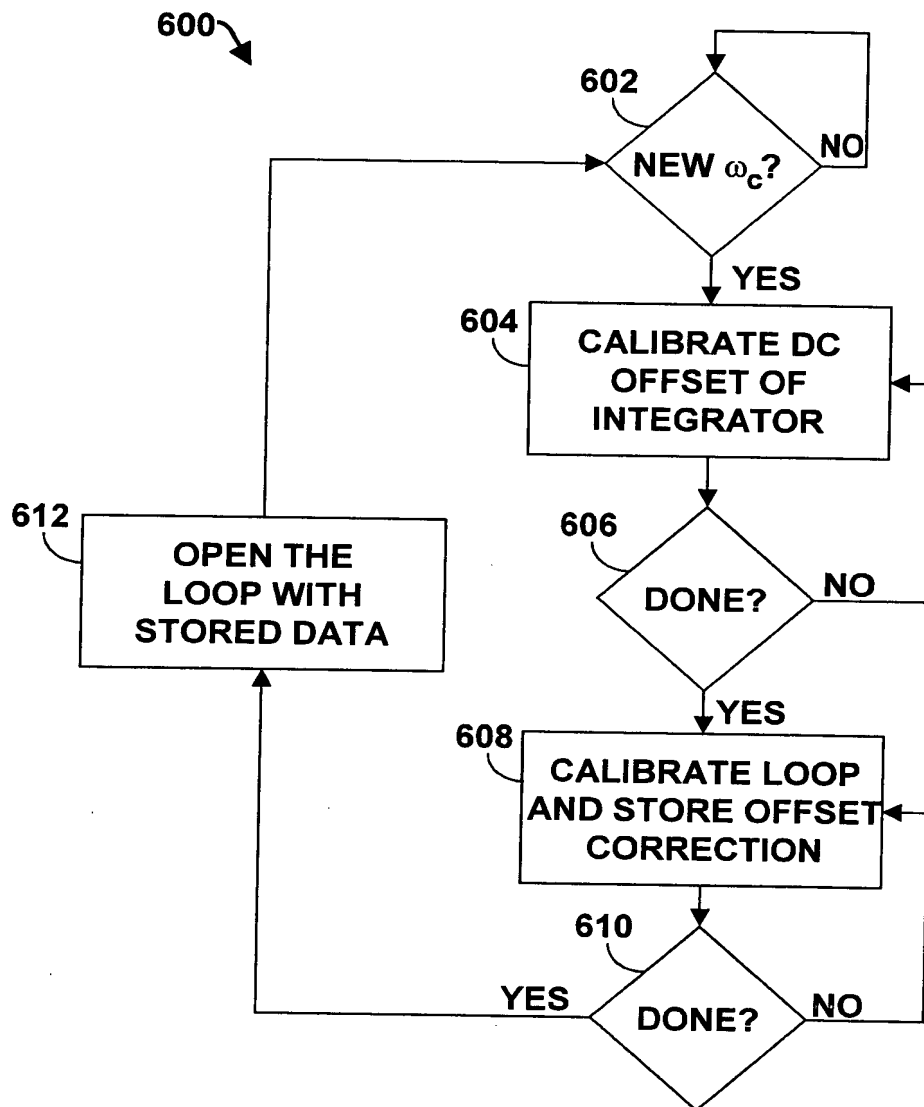 600
602
NEW ωc?
NO
YES
604
CALIBRATE DC
OFFSET OF
INTEGRATOR
606
DONE?
NO
YES
612
OPEN THE
LOOP WITH
STORED DATA
608
CALIBRATE LOOP
AND STORE OFFSET
CORRECTION
610
YES
DONE?
NO